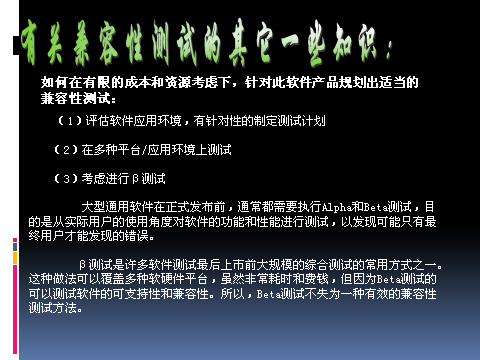 有关兼容性测试的其它一些知识：
如何在有限的成本和资源考虑下，针对此软件产品规划出适当的
兼容性测试：
（1）评估软件应用环境，有针对性的制定测试计划
（2）在多种平台/应用环境上测试
（3）考虑进行β测试
大型通用软件在正式发布前，通常都需要执行Alpha和Beta测试，目
的是从实际用户的使用角度对软件的功能和性能进行测试，以发现可能只有最
终用户才能发现的错误。
β测试是许多软件测试最后上市前大规模的综合测试的常用方式之一。
这种做法可以覆盖多种软硬件平台，虽然非常耗时和费钱，但因为Beta测试的
可以测试软件的可支持性和兼容性。所以，Beta测试不失为一种有效的兼容性
测试方法。